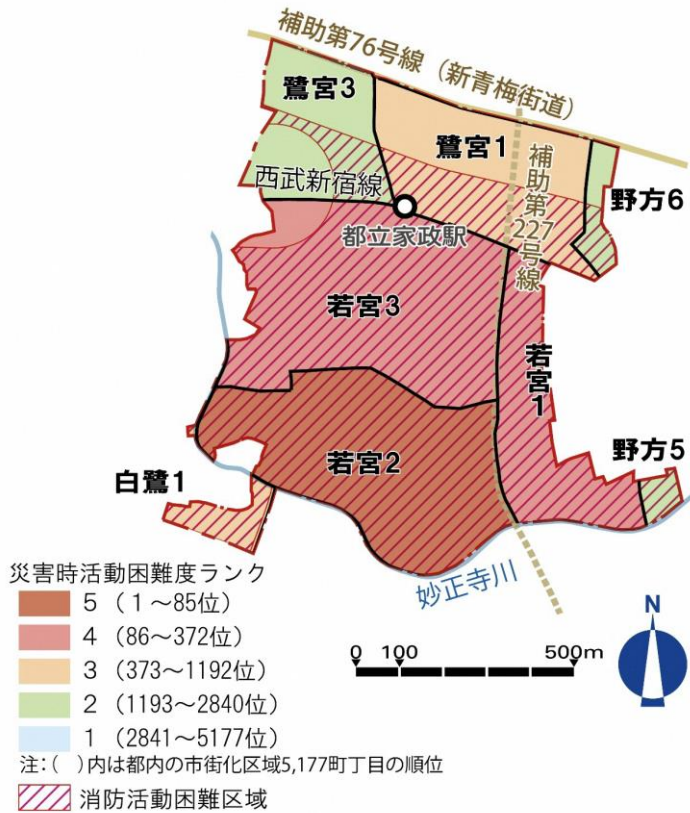 補助第76号線（新青梅街道）
鷺宮3
鷺宮1
補助第227号線
西武新宿線
野方6
都立家政駅
若宮3
若宮1
若宮2
野方5
白鷺1
妙正寺川
災害時活動困難度ランク
5（1～85位）
4（86～372位）
3（373～1192位）
2（1193～2840位）
1（2841～5177位）
注：（　）内は都内の市街化区域5,177町丁目の順位
消防活動困難区域
0 100 500m
N